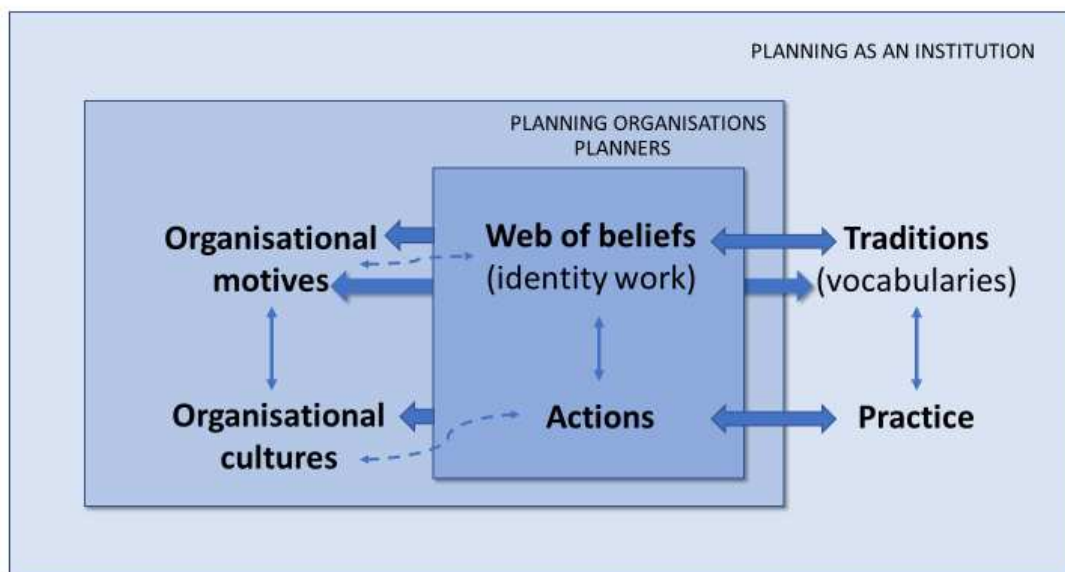 PLANNING AS AN INSTITUTION
PLANNING ORGANISATIONS
PLANNERS
Organisational
motives
Web of beliefs
(identity work)
Traditions
(vocabularies)
Organisational
cultures
Actions
Practice